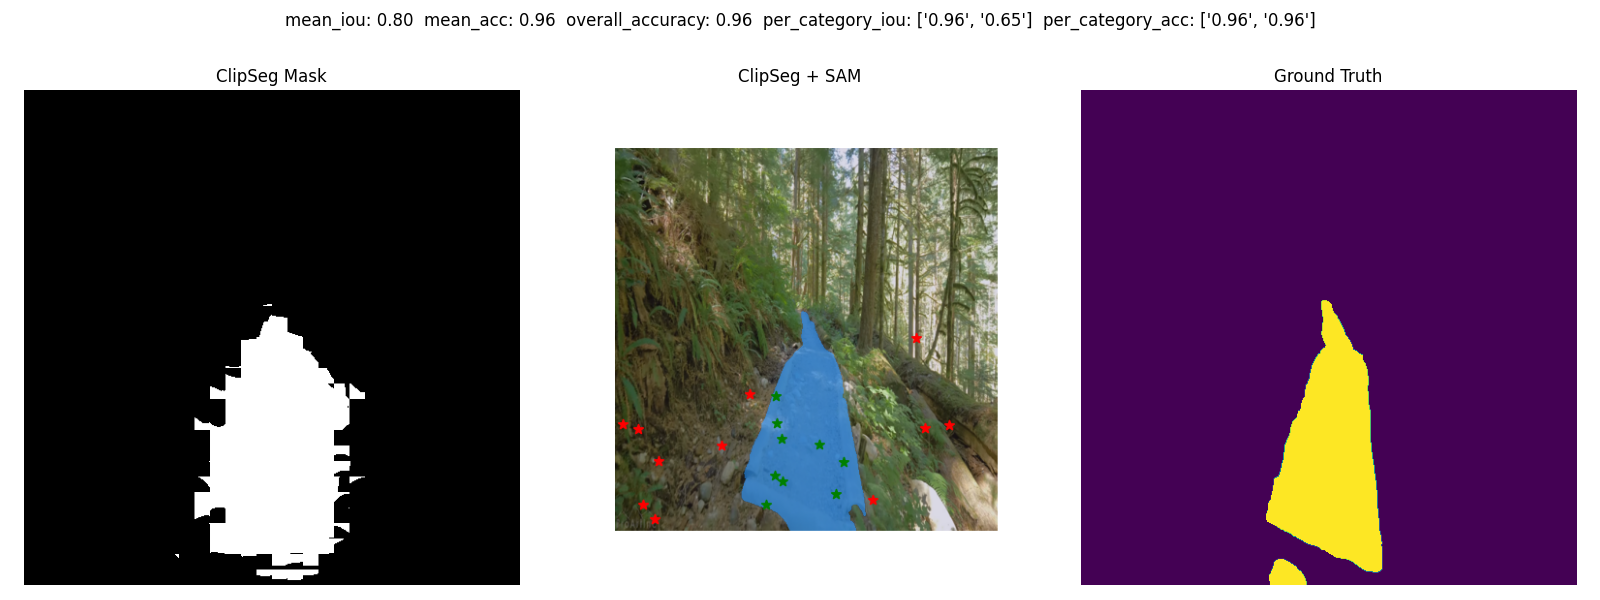 mean_iou: 0.80 mean_acc: 0.96 overall_accuracy: 0.96 per_category_iou: ['0.96', '0.65'] per_category_acc: ['0.96', '0.96']
ClipSeg Mask
ClipSeg + SAM
Ground Truth